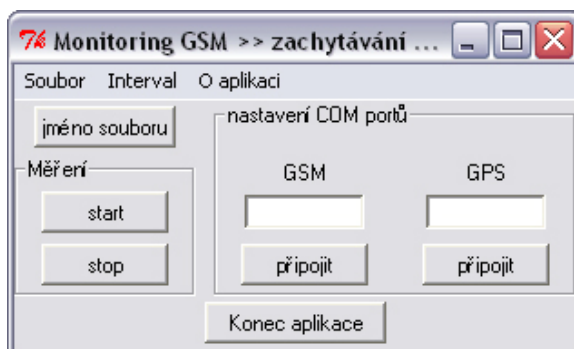 Monitoring GSM >> zachytávání ...
Soubor Interval O aplikaci
jméno souboru
nastavení COM portů
Měření
GSM GPS
start
stop
připojit připojit
Konec aplikace